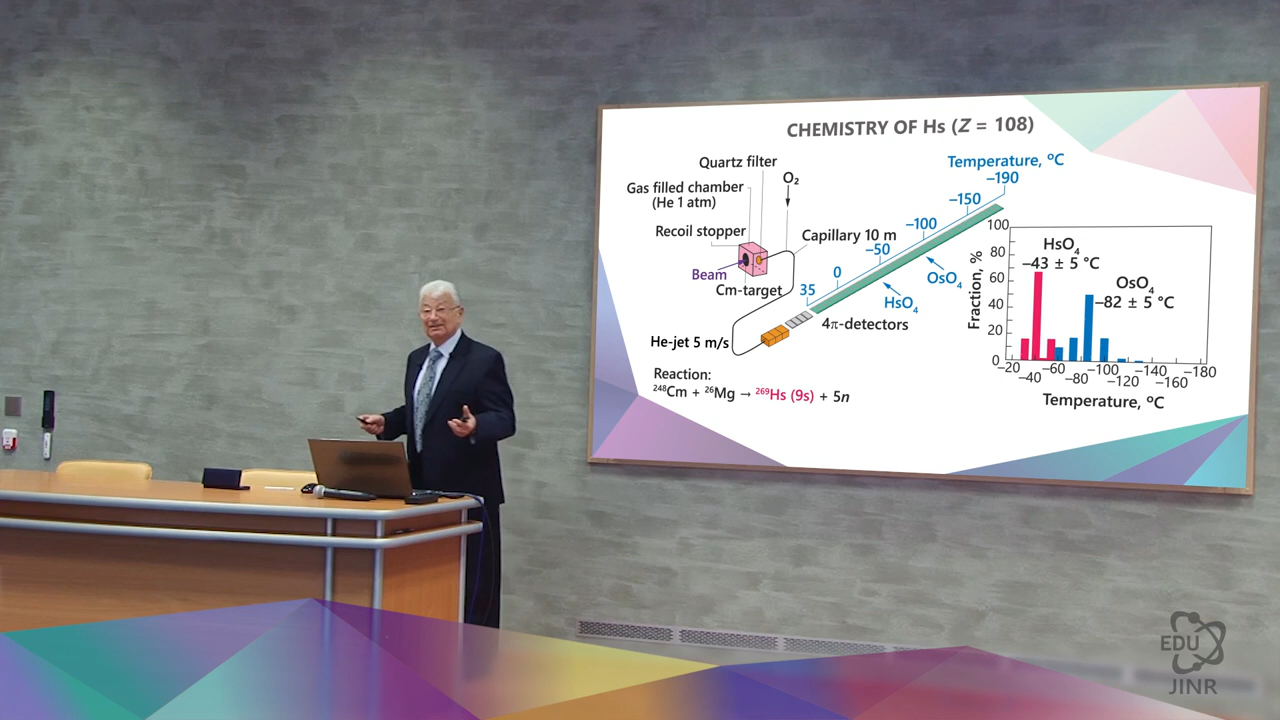 CHEMISTRY OF Hs (Z = 108)
Quartz filter
O₂
Gas filled chamber
(He 1 atm)
Recoil stopper
Capillary 10 m
Beam
Cm-target
He-jet 5 m/s
4π-detectors
Temperature, °C
−190
−150
−100
−50
0
35
OsO₄
HsO₄
Reaction:
²⁴⁸Cm + ²⁶Mg → ²⁶⁹Hs (9s) + 5n
Fraction, %
100
80
60
40
20
0
HsO₄
−43 ± 5 °C
OsO₄
−82 ± 5 °C
−20 −60 −100 −140 −180
−40 −80 −120 −160
Temperature, °C
EDU
JINR